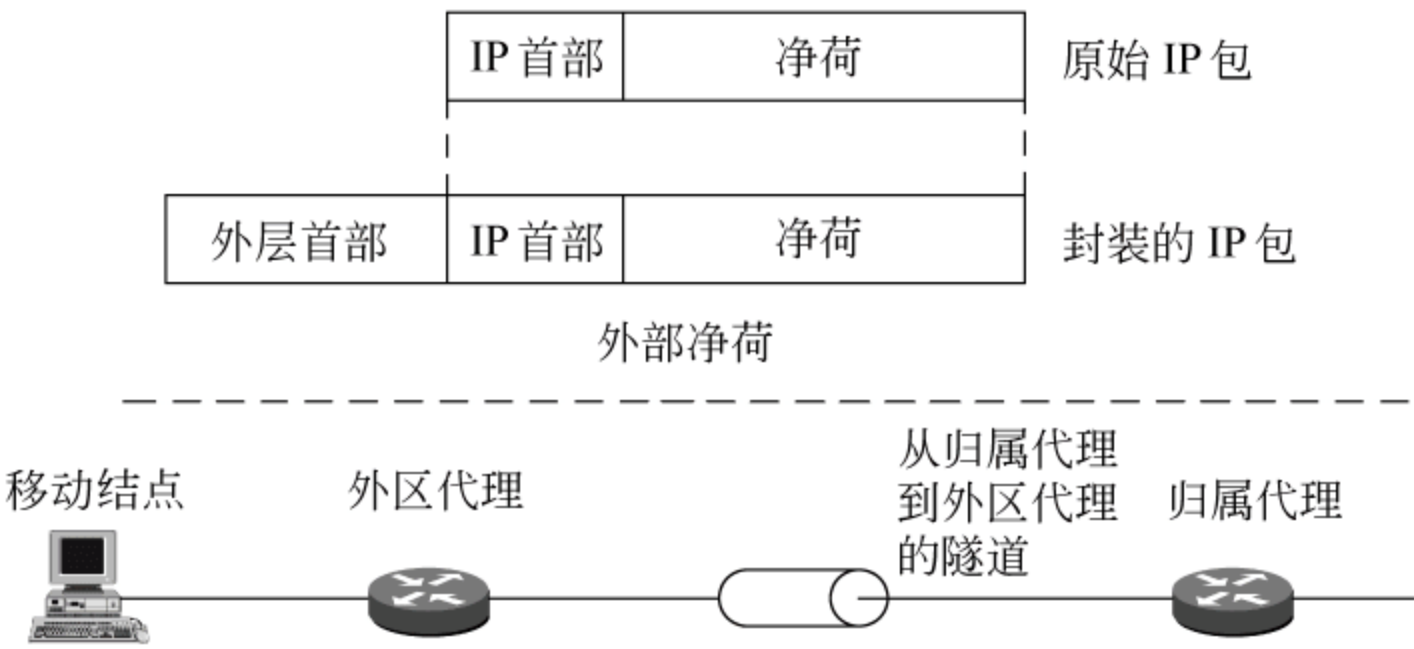 IP 首部 净荷 原始 IP 包
外层首部 IP 首部 净荷 封装的 IP 包
外部净荷
移动结点
外区代理
从归属代理
到外区代理
的隧道
归属代理